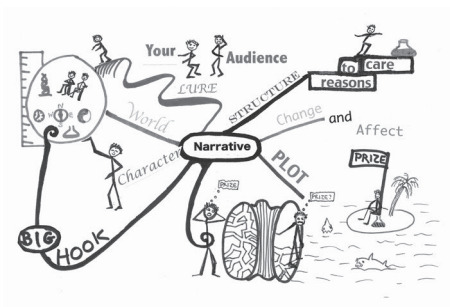 Your Audience
LURE
STRUCTURE
to care
reasons
World
Change and
Affect
Narrative
Character
PLOT
PRIZE
PRIZE
PRIZE?
BIG
HOOK
N
W
E
S